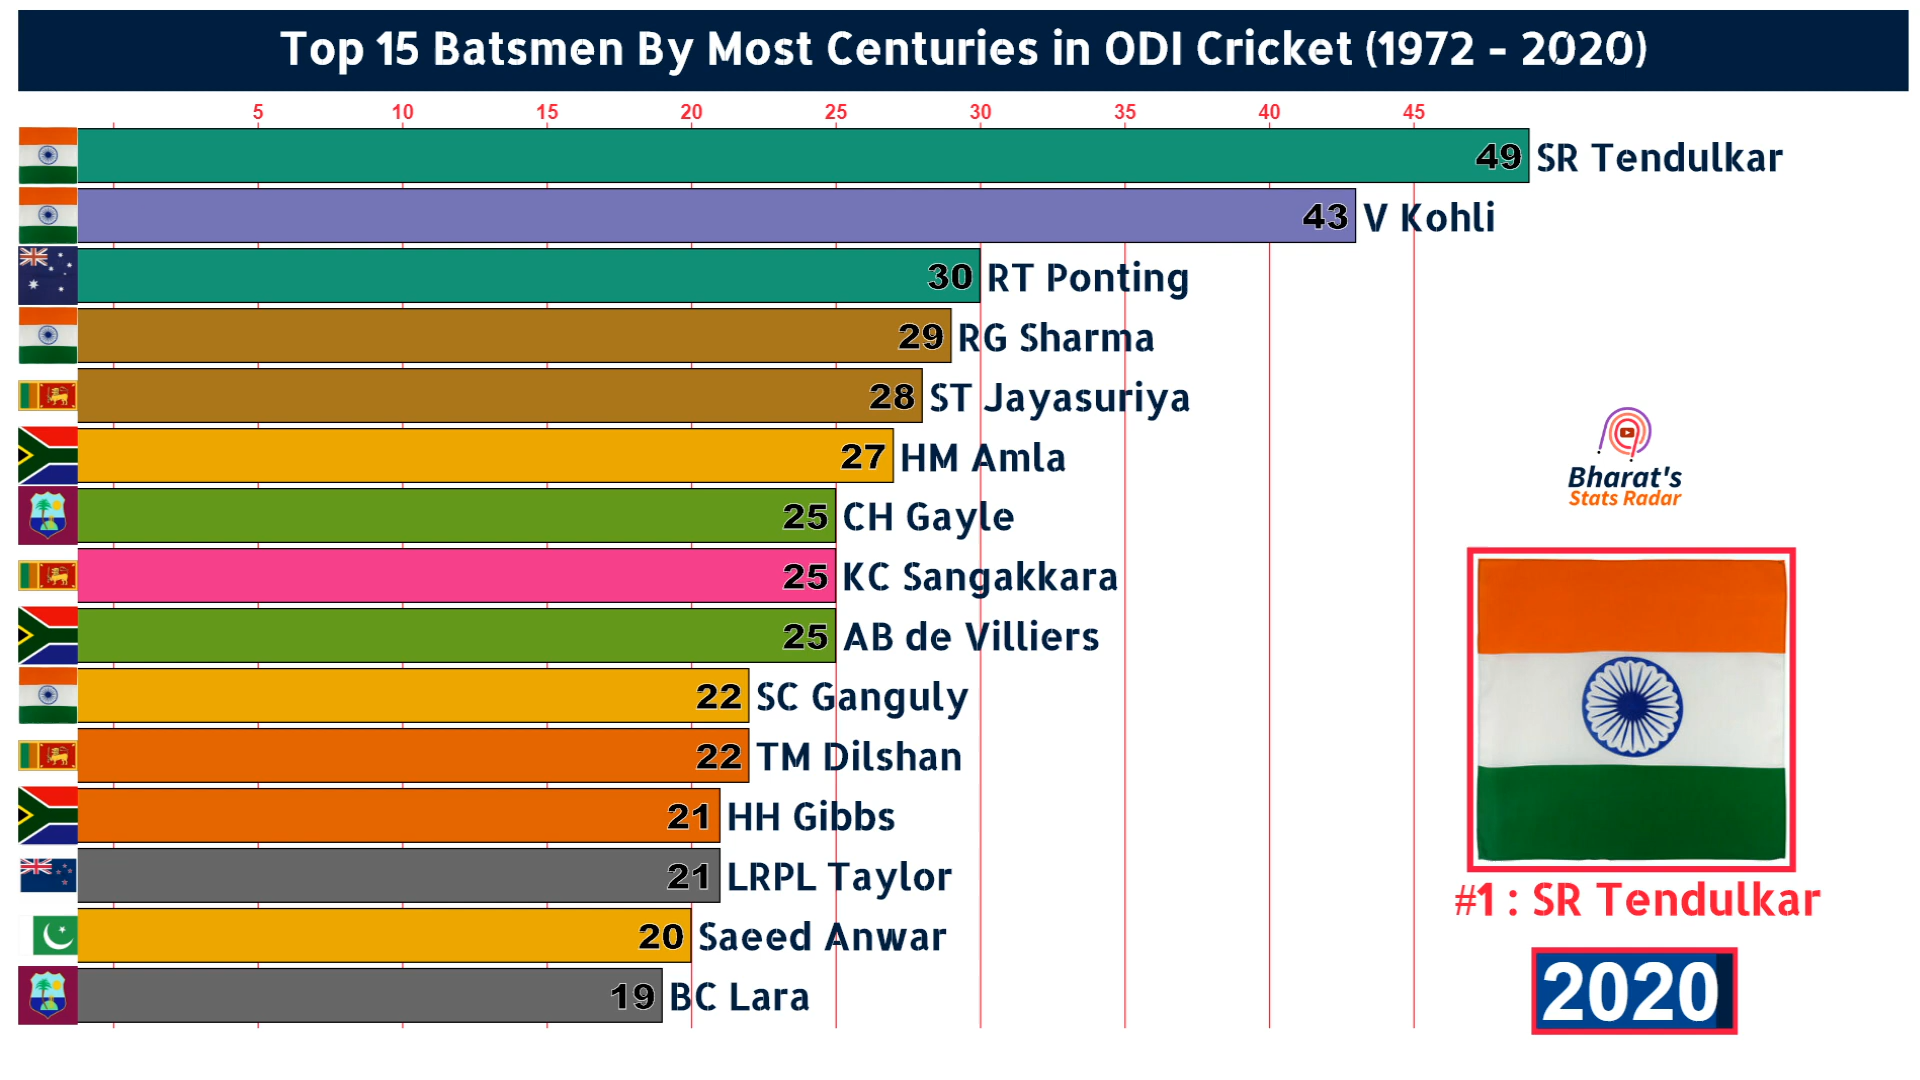 Top 15 Batsmen By Most Centuries in ODI Cricket (1972 - 2020)
5 10 15 20 25 30 35 40 45
49 SR Tendulkar
43 V Kohli
30 RT Ponting
29 RG Sharma
28 ST Jayasuriya
27 HM Amla
25 CH Gayle
25 KC Sangakkara
25 AB de Villiers
22 SC Ganguly
22 TM Dilshan
21 HH Gibbs
21 LRPL Taylor
20 Saeed Anwar
19 BC Lara
Bharat's
Stats Radar
#1 : SR Tendulkar
2020